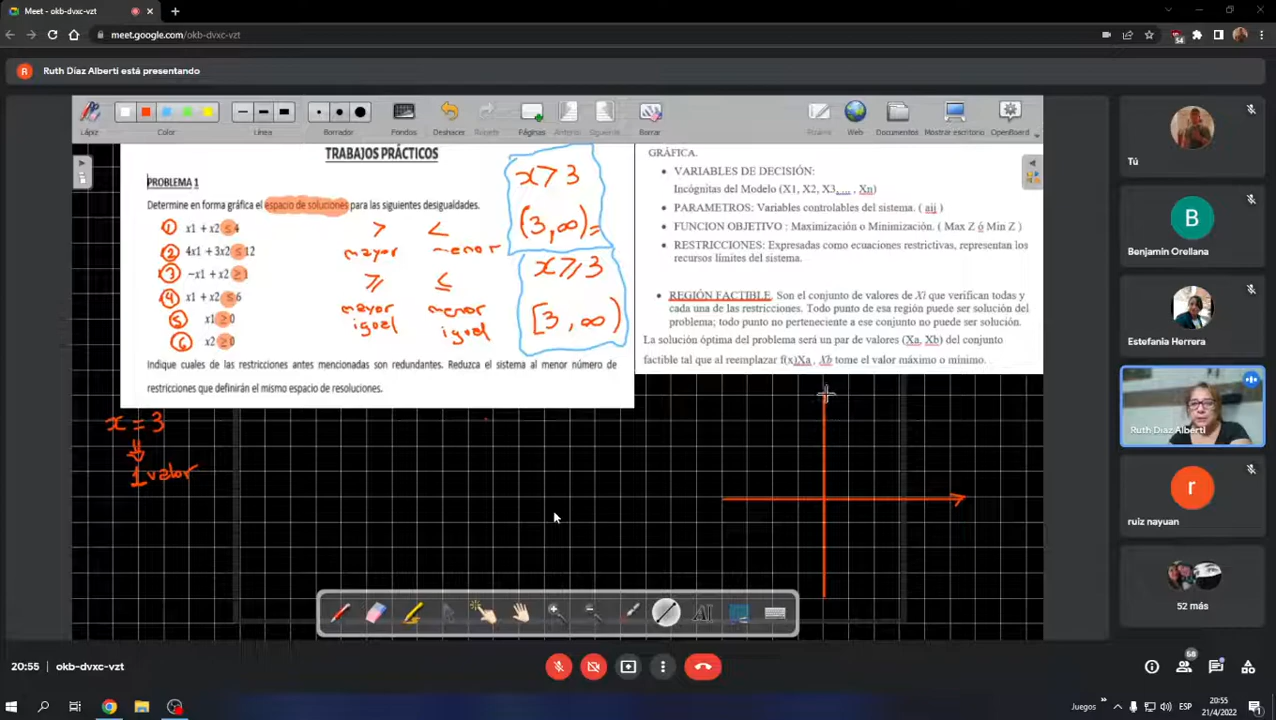 Meet - okb-dvxc-vzt
meet.google.com/okb-dvxc-vzt
54
R Ruth Díaz Alberti está presentando
Lápiz
Color
Línea
Borrador
Fondos
Deshacer
Páginas
Siguiente
Borrar
Web
Documentos
Mostrar escritorio
OpenBoard
TRABAJOS PRÁCTICOS
PROBLEMA 1
Determine en forma gráfica el espacio de soluciones para las siguientes desigualdades.
① x1 + x2 ≤ 4
② 4x1 + 3x2 ≤ 12
③ -x1 + x2 ≥ 1
④ x1 + x2 ≤ 6
⑤ x1 ≥ 0
⑥ x2 ≥ 0
> <
mayor menor
⩾ ≤
mayor menor
igual igual
x > 3
(3, ∞) =
x ⩾ 3
[3, ∞)
Indique cuales de las restricciones antes mencionadas son redundantes. Reduzca el sistema al menor número de
restricciones que definirán el mismo espacio de resoluciones.
x = 3
1 valor
GRÁFICA.
• VARIABLES DE DECISIÓN:
Incógnitas del Modelo (X1, X2, X3, ... , Xn)
• PARAMETROS: Variables controlables del sistema. ( aij )
• FUNCION OBJETIVO : Maximización o Minimización. ( Max Z ó Min Z )
• RESTRICCIONES: Expresadas como ecuaciones restrictivas, representan los
recursos límites del sistema.
• REGIÓN FACTIBLE. Son el conjunto de valores de Xi que verifican todas y
cada una de las restricciones. Todo punto de esa región puede ser solución del
problema; todo punto no perteneciente a ese conjunto no puede ser solución.
La solución óptima del problema será un par de valores (Xa, Xb) del conjunto
factible tal que al reemplazar f(x)Xa , Xb tome el valor máximo o mínimo.
AI
Tú
B
Benjamín Orellana
Estefanía Herrera
Ruth Díaz Alberti
r
ruiz nayuan
52 más
20:55 okb-dvxc-vzt
58
Juegos
ESP
20:55
21/4/2022